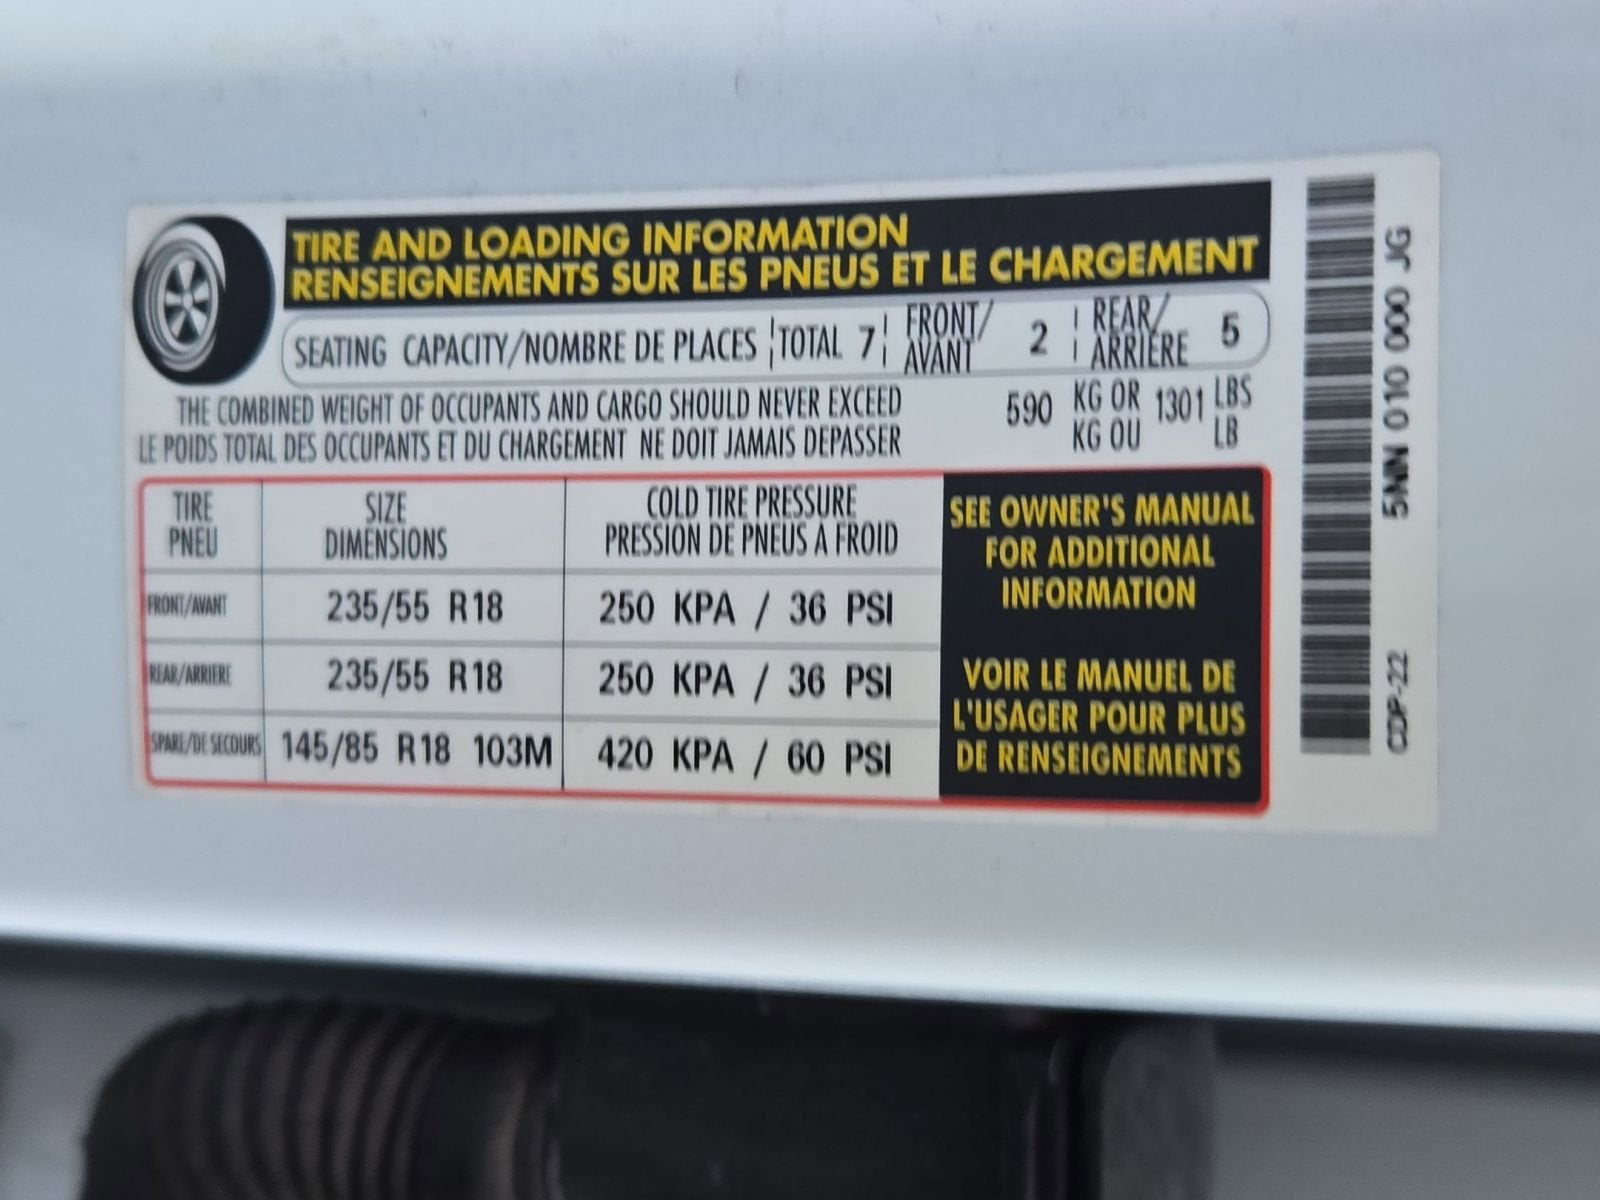 TIRE AND LOADING INFORMATION
RENSEIGNEMENTS SUR LES PNEUS ET LE CHARGEMENT
SEATING CAPACITY/NOMBRE DE PLACES TOTAL 7 FRONT/AVANT 2 REAR/ARRIÈRE 5
THE COMBINED WEIGHT OF OCCUPANTS AND CARGO SHOULD NEVER EXCEED 590 KG OR 1301 LBS
LE POIDS TOTAL DES OCCUPANTS ET DU CHARGEMENT NE DOIT JAMAIS DEPASSER KG OU LB
TIRE SIZE COLD TIRE PRESSURE
PNEU DIMENSIONS PRESSION DE PNEUS A FROID
FRONT/AVANT 235/55 R18 250 KPA / 36 PSI
REAR/ARRIERE 235/55 R18 250 KPA / 36 PSI
SPARE/DE SECOURS 145/85 R18 103M 420 KPA / 60 PSI
SEE OWNER'S MANUAL
FOR ADDITIONAL
INFORMATION
VOIR LE MANUEL DE
L'USAGER POUR PLUS
DE RENSEIGNEMENTS
CDP-22 5NN 010 000 JG